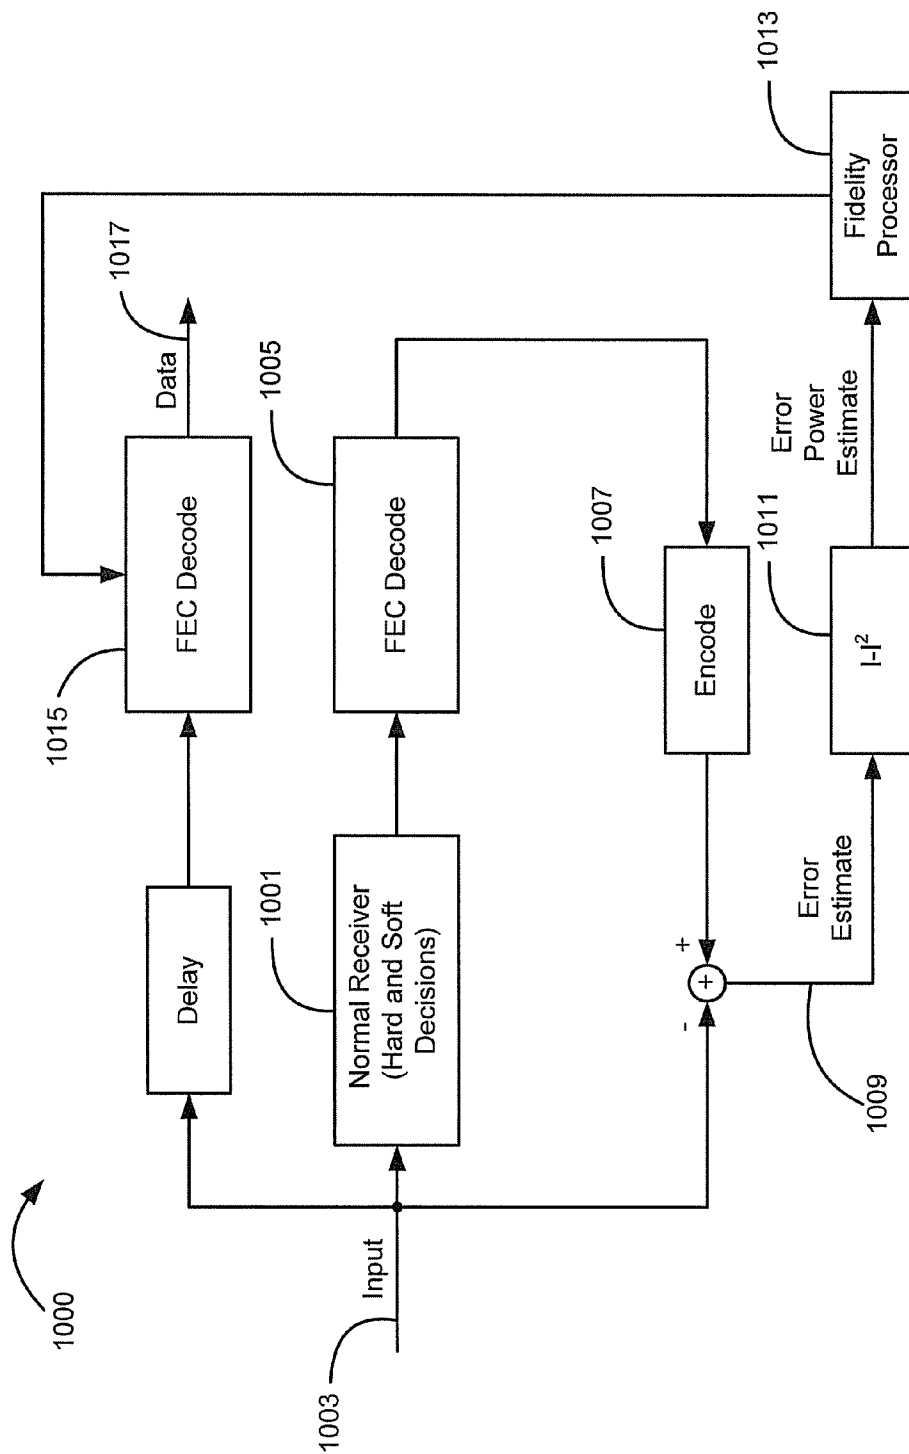 1000
1003
Input
Delay
1015
FEC Decode
Data
1017
1001
Normal Receiver
(Hard and Soft
Decisions)
FEC Decode
1005
-
+
+
Encode
1007
1009
Error
Estimate
|-|²
1011
Error
Power
Estimate
Fidelity
Processor
1013